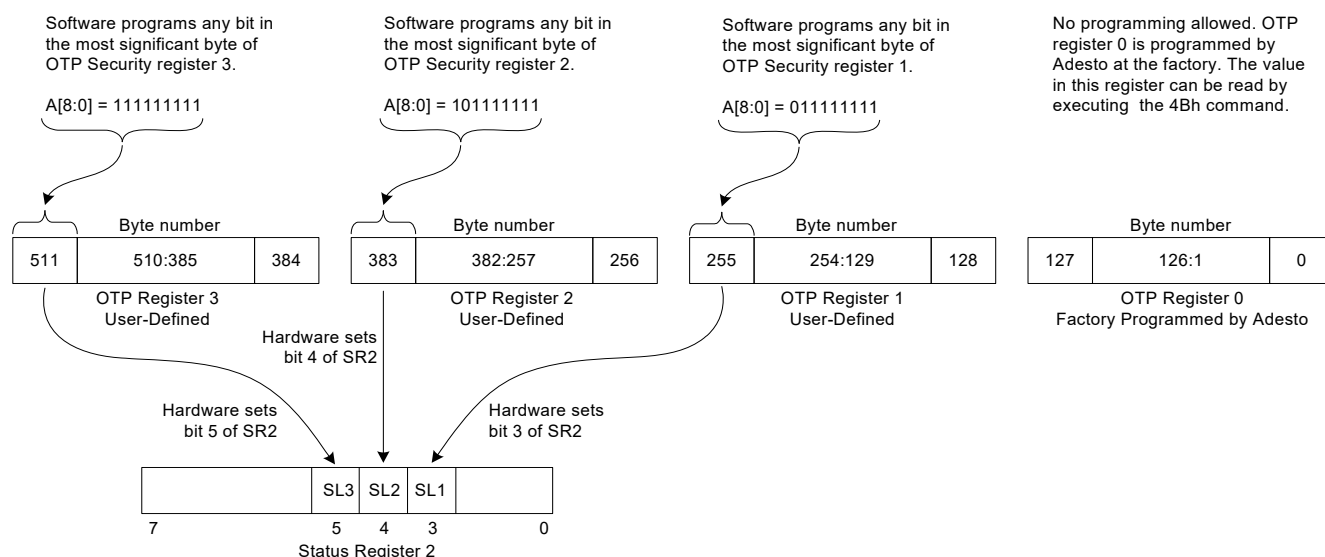 Software programs any bit in
the most significant byte of
OTP Security register 3.
A[8:0] = 111111111
Software programs any bit in
the most significant byte of
OTP Security register 2.
A[8:0] = 101111111
Software programs any bit in
the most significant byte of
OTP Security register 1.
A[8:0] = 011111111
No programming allowed. OTP
register 0 is programmed by
Adesto at the factory. The value
in this register can be read by
executing the 4Bh command.
Byte number
511 510:385 384
OTP Register 3
User-Defined
Byte number
383 382:257 256
OTP Register 2
User-Defined
Byte number
255 254:129 128
OTP Register 1
User-Defined
Byte number
127 126:1 0
OTP Register 0
Factory Programmed by Adesto
Hardware sets
bit 4 of SR2
Hardware sets
bit 5 of SR2
Hardware sets
bit 3 of SR2
SL3 SL2 SL1
7 5 4 3 0
Status Register 2